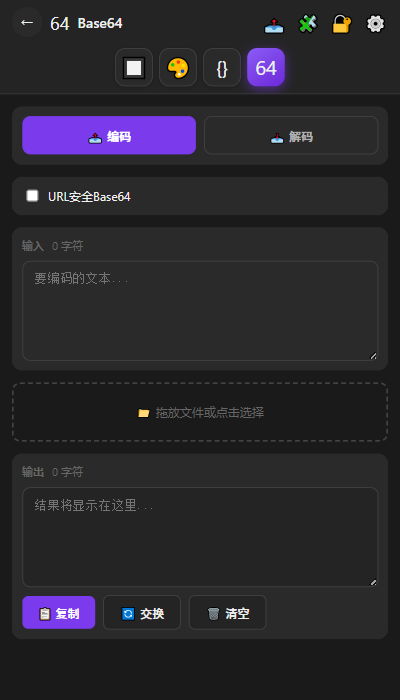 ← 64 Base64
{} 64
编码 解码
URL安全Base64
输入 0 字符
要编码的文本...
拖放文件或点击选择
输出 0 字符
结果将显示在这里...
复制 交换 清空